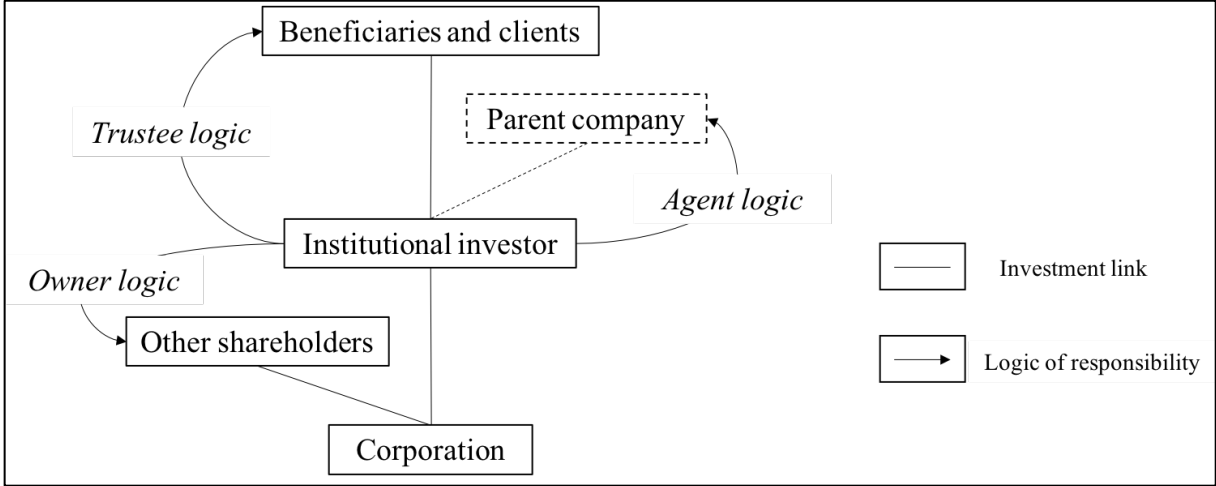 Beneficiaries and clients
Parent company
Trustee logic
Agent logic
Institutional investor
Investment link
Owner logic
Other shareholders
Logic of responsibility
Corporation